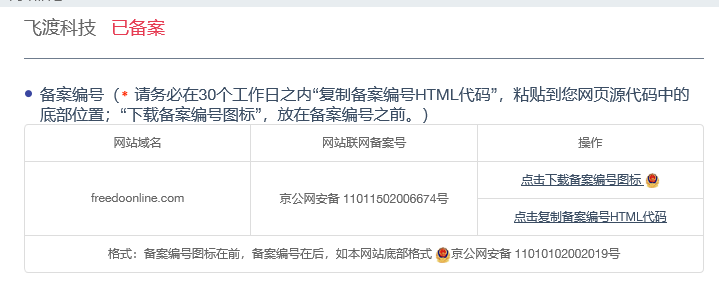 飞渡科技 已备案
备案编号（* 请务必在30个工作日之内“复制备案编号HTML代码”，粘贴到您网页源代码中的
底部位置；“下载备案编号图标”，放在备案编号之前。）
网站域名 网站联网备案号 操作
freedoonline.com 京公网安备 11011502006674号 点击下载备案编号图标
点击复制备案编号HTML代码
格式：备案编号图标在前，备案编号在后，如本网站底部格式 京公网安备 11010102002019号